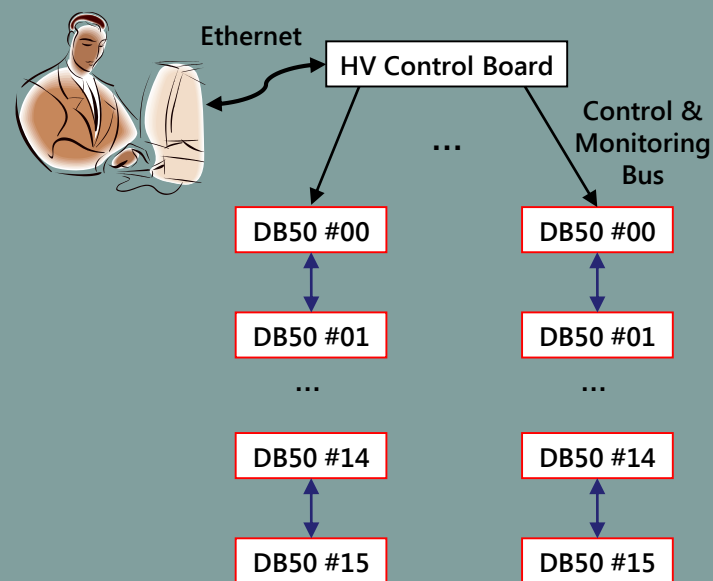 Ethernet
HV Control Board
Control &
Monitoring
Bus
...
DB50 #00
DB50 #00
DB50 #01
DB50 #01
...
...
DB50 #14
DB50 #14
DB50 #15
DB50 #15